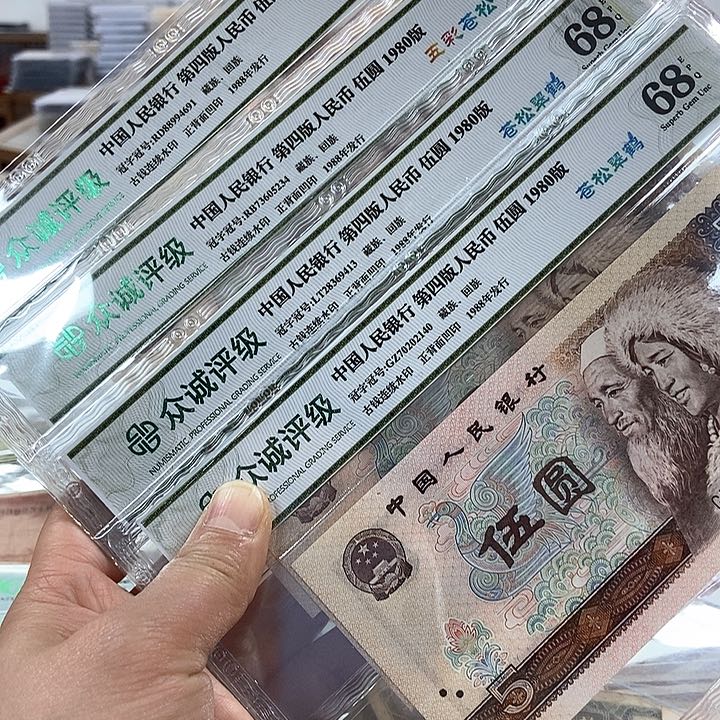 众诚评级
中国人民银行 第四版人民币 伍
冠字冠号:HD88994691 藏族、回族
古钱连续水印 正背面凹印 1988年发行
众诚评级
NUMISMATIC PROFESSIONAL GRADING SERVICE
中国人民银行 第四版人民币 伍圆 1980版
冠字冠号:RD73605234 藏族、回族
古钱连续水印 正背面凹印 1988年发行
五彩苍松
68 EPQ
众诚评级
NUMISMATIC PROFESSIONAL GRADING SERVICE
中国人民银行 第四版人民币 伍圆 1980版
冠字冠号:LT28369413 藏族、回族
古钱连续水印 正背面凹印 1988年发行
苍松翠鹤
68 EPQ
Superb Gem Unc
众诚评级
PROFESSIONAL GRADING SERVICE
中国人民银行 第四版人民币 伍圆 1980版
冠字冠号:GZ70202140 藏族、回族
古钱连续水印 正背面凹印 1988年发行
苍松翠鹤
中国人民银行
伍圆
5